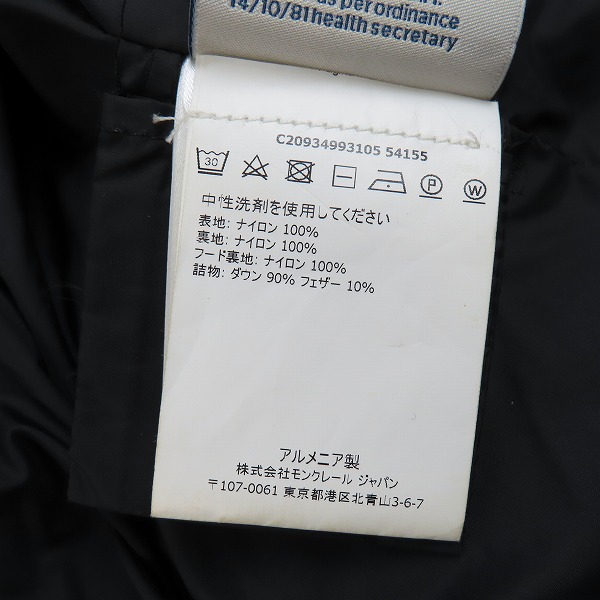 as per ordinance
14/10/81 health secretary
C20934993105 54155
30
P
W
中性洗剤を使用してください
表地: ナイロン 100%
裏地: ナイロン 100%
フード裏地: ナイロン 100%
詰物: ダウン 90% フェザー 10%
アルメニア製
株式会社モンクレール ジャパン
〒107-0061 東京都港区北青山3-6-7